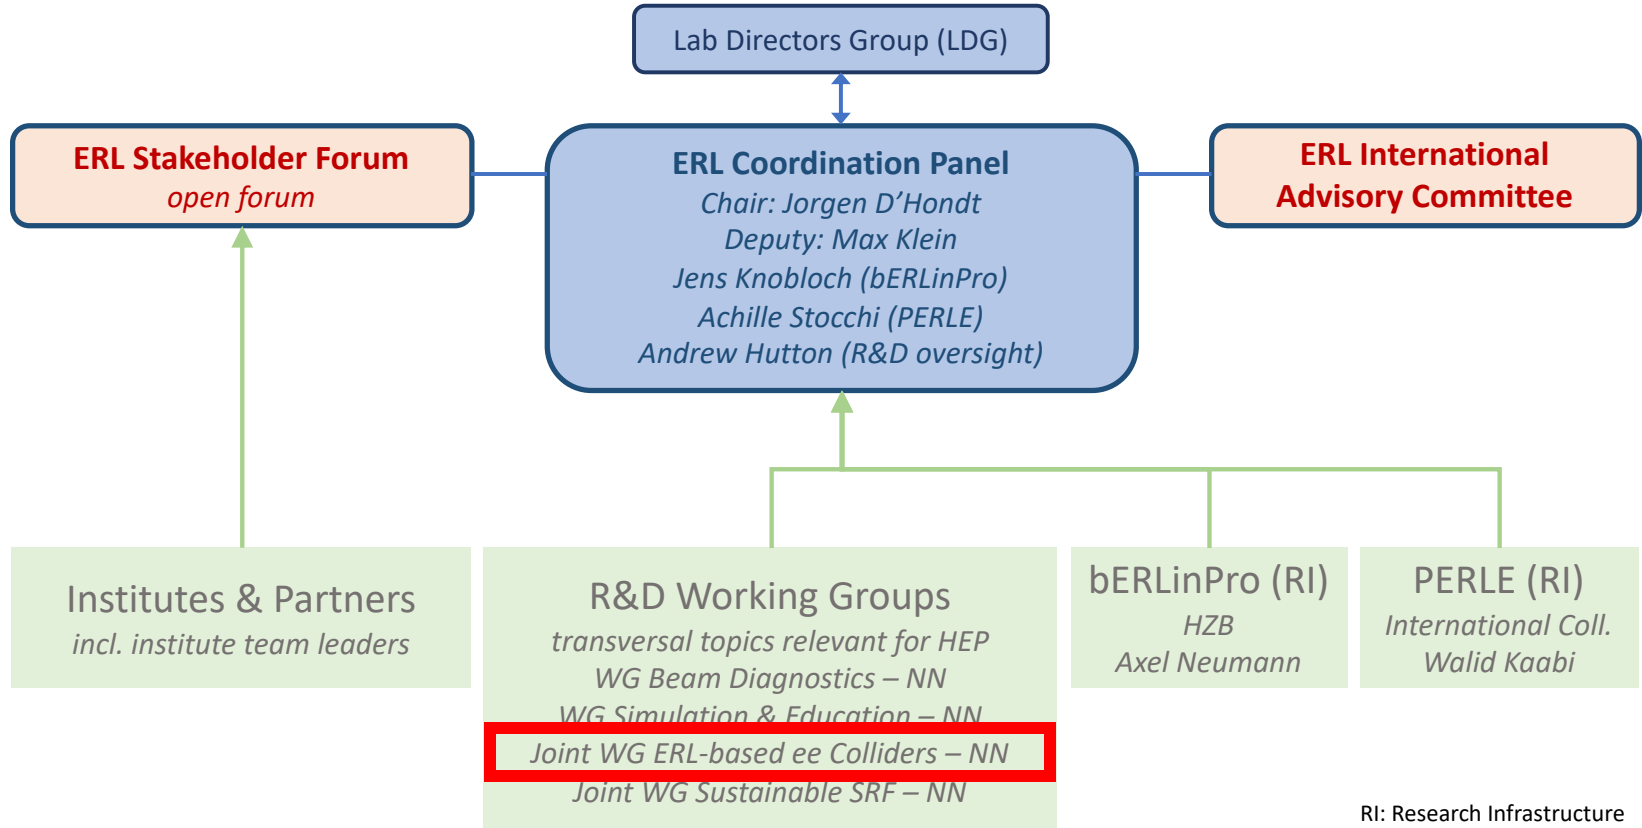 Lab Directors Group (LDG)
ERL Stakeholder Forum
open forum
ERL Coordination Panel
Chair: Jorgen D’Hondt
Deputy: Max Klein
Jens Knobloch (bERLinPro)
Achille Stocchi (PERLE)
Andrew Hutton (R&D oversight)
ERL International
Advisory Committee
Institutes & Partners
incl. institute team leaders
R&D Working Groups
transversal topics relevant for HEP
WG Beam Diagnostics – NN
WG Simulation & Education – NN
Joint WG ERL-based ee Colliders – NN
Joint WG Sustainable SRF – NN
bERLinPro (RI)
HZB
Axel Neumann
PERLE (RI)
International Coll.
Walid Kaabi
RI: Research Infrastructure